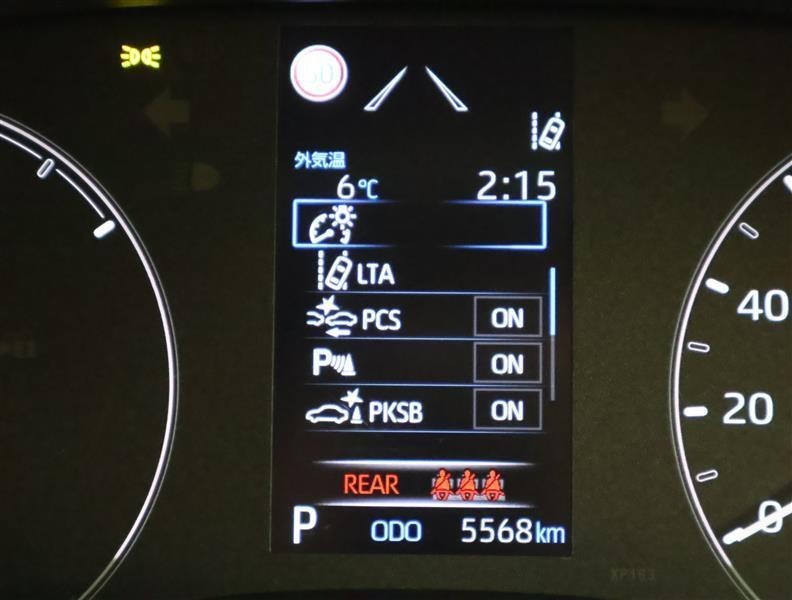 外気温
6℃ 2:15
LTA
PCS ON
P ON
PKSB ON
REAR
P ODO 5568km
40
20
0